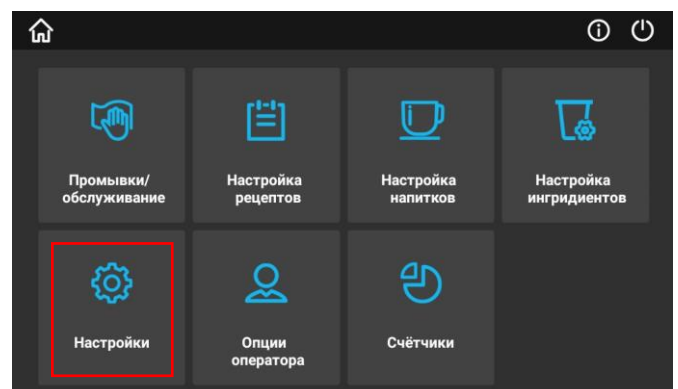 Промывки/
обслуживание
Настройка
рецептов
Настройка
напитков
Настройка
ингридиентов
Настройки
Опции
оператора
Счётчики